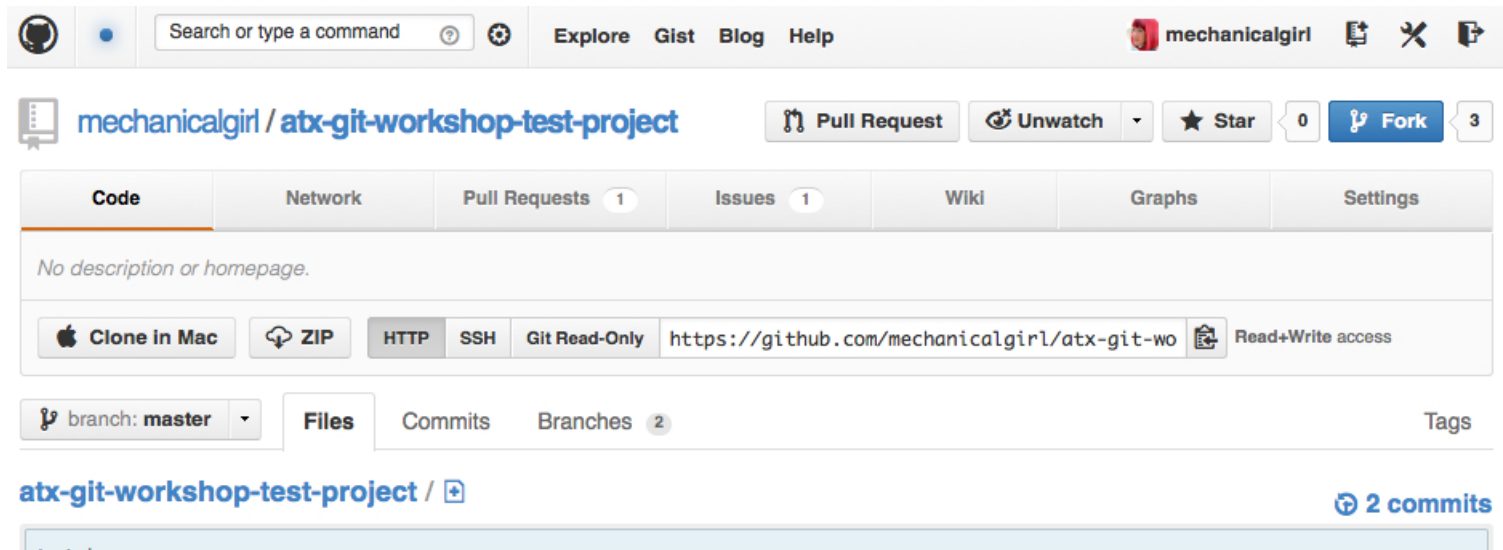 Search or type a command Explore Gist Blog Help mechanicalgirl
mechanicalgirl / atx-git-workshop-test-project Pull Request Unwatch Star 0 Fork 3
Code Network Pull Requests 1 Issues 1 Wiki Graphs Settings
No description or homepage.
Clone in Mac ZIP HTTP SSH Git Read-Only https://github.com/mechanicalgirl/atx-git-wo Read+Write access
branch: master Files Commits Branches 2 Tags
atx-git-workshop-test-project /
2 commits